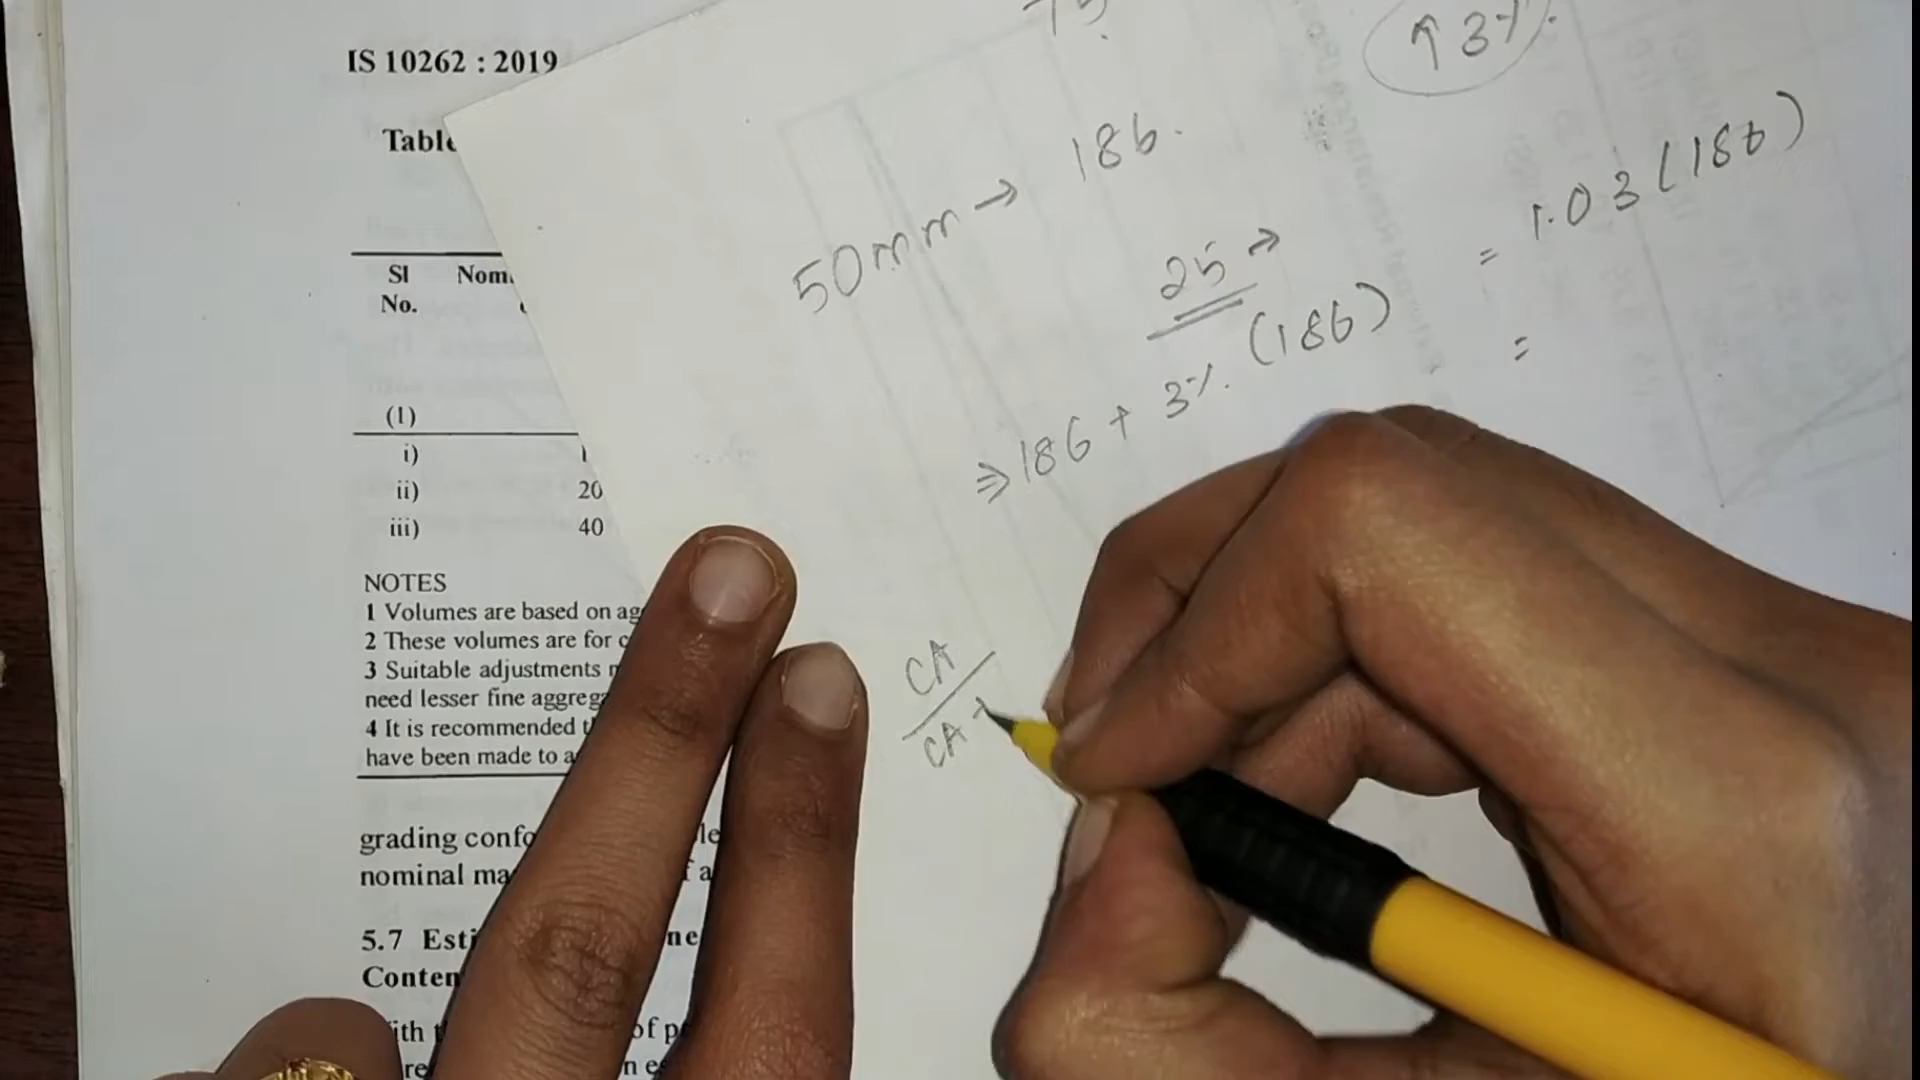 IS 10262 : 2019
75
↑ 3%.
Table
50mm → 186.
25 →
= 1.03 (186)
⇒ 186 + 3%. (186)
=
Sl
No.
Nom.
(1)
i)
ii) 20
iii) 40
NOTES
1 Volumes are based on ag
2 These volumes are for c
3 Suitable adjustments
need lesser fine aggreg
4 It is recommended
have been made to a
CA
CA +
grading confo
nominal ma
5.7 Esti
Conten
of p